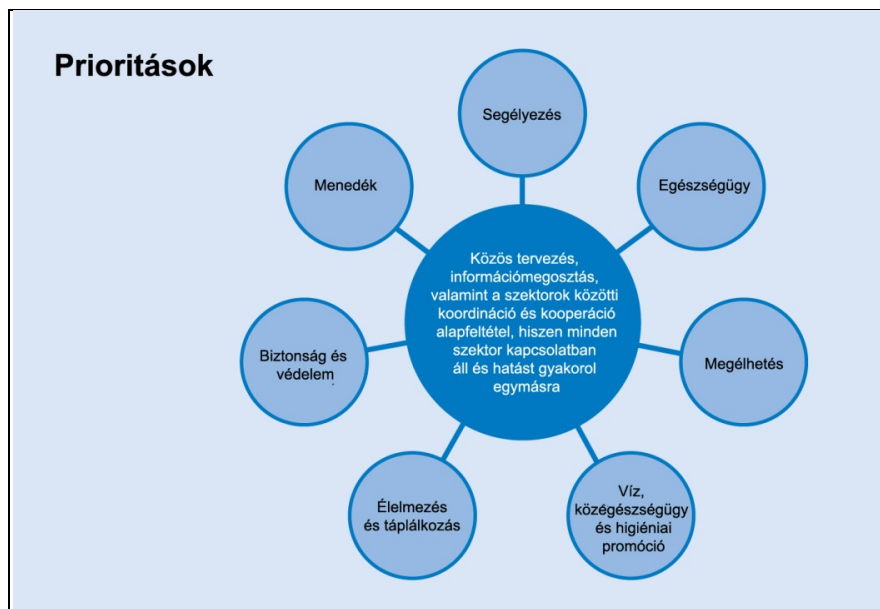 Prioritások
Segélyezés
Menedék
Egészségügy
Közös tervezés,
információmegosztás,
valamint a szektorok közötti
koordináció és kooperáció
alapfeltétel, hiszen minden
szektor kapcsolatban
áll és hatást gyakorol
egymásra
Biztonság és
védelem
Megélhetés
Élelmezés
és táplálkozás
Víz,
közégészségügy
és higiéniai
promóció